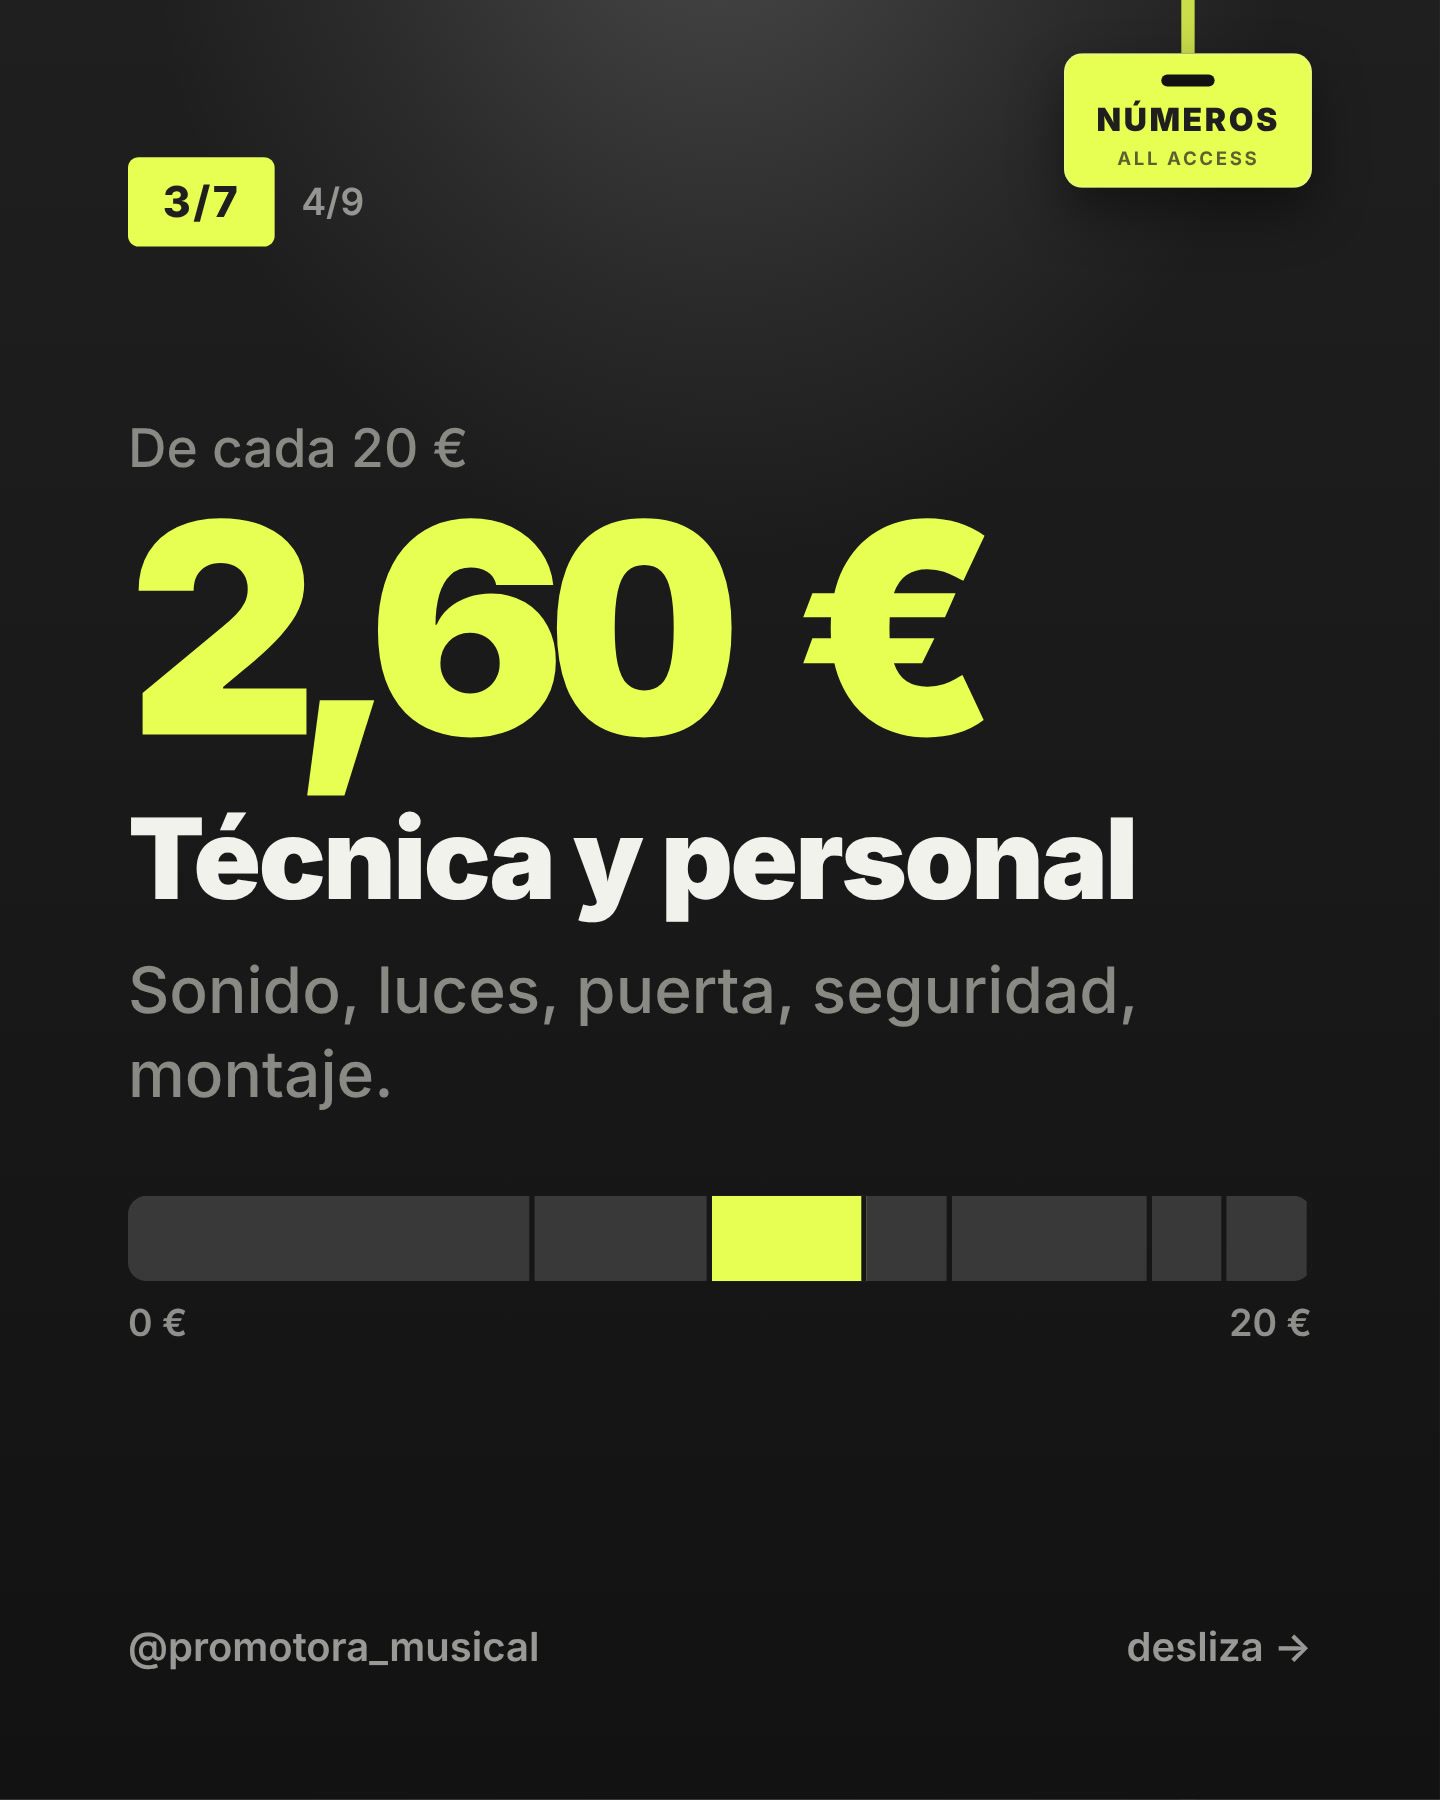 NÚMEROS
ALL ACCESS
3/7 4/9
De cada 20 €
2,60 €
Técnica y personal
Sonido, luces, puerta, seguridad,
montaje.
0 € 20 €
@promotora_musical desliza →